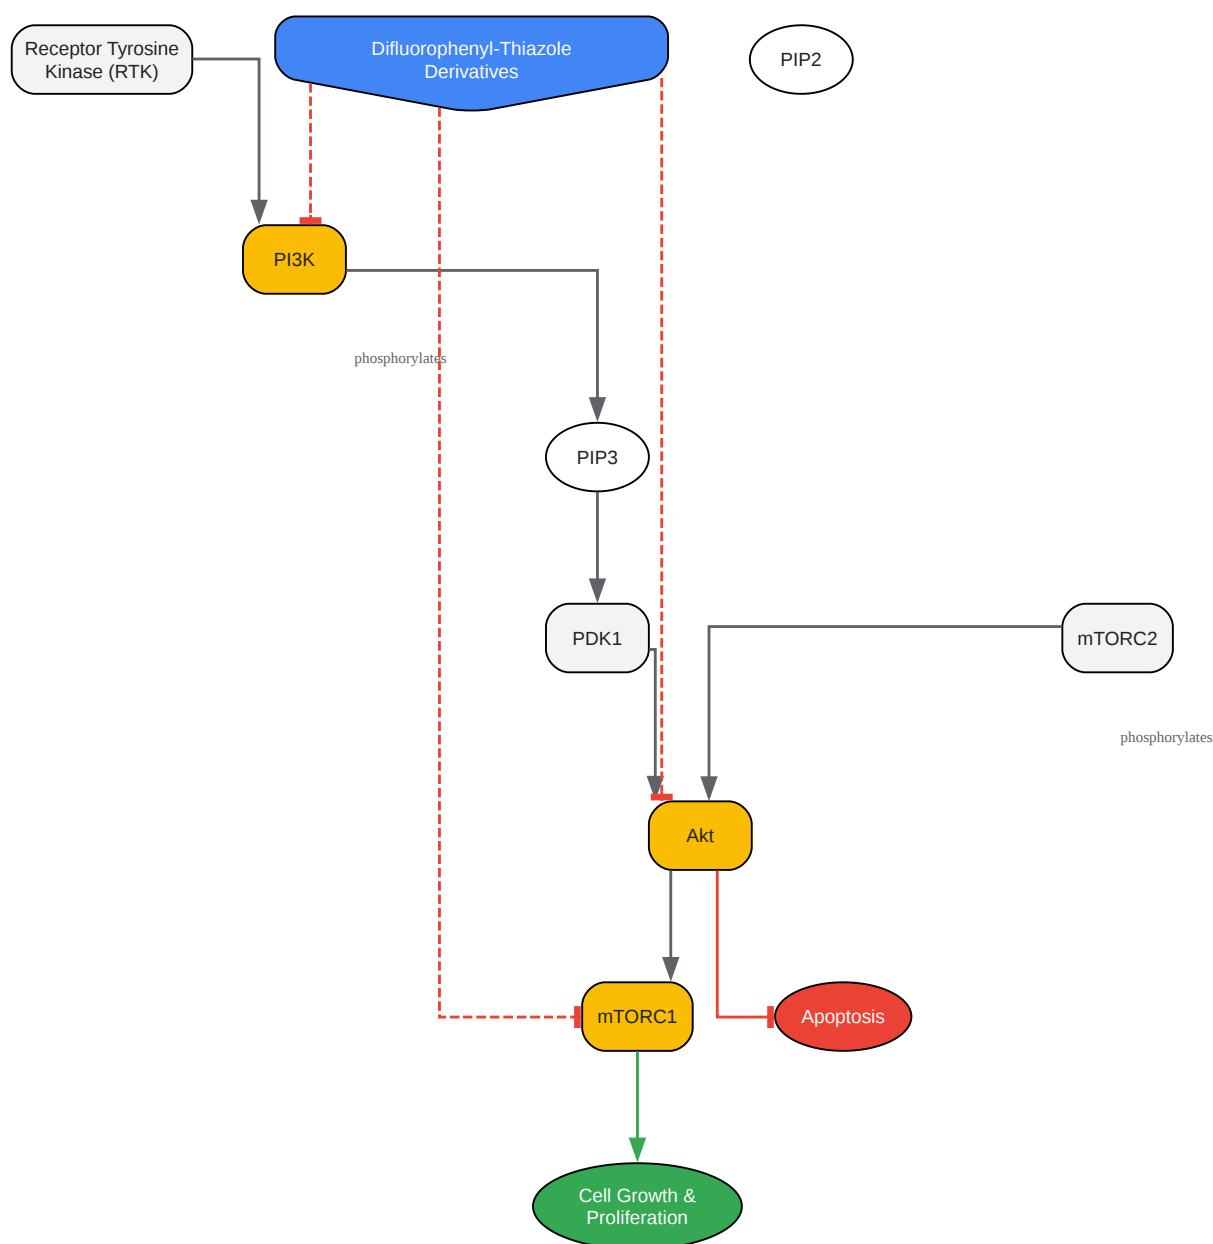 Receptor Tyrosine
Kinase (RTK)
Difluorophenyl-Thiazole
Derivatives
PIP2
PI3K
phosphorylates
PIP3
PDK1
mTORC2
phosphorylates
Akt
mTORC1
Apoptosis
Cell Growth &
Proliferation